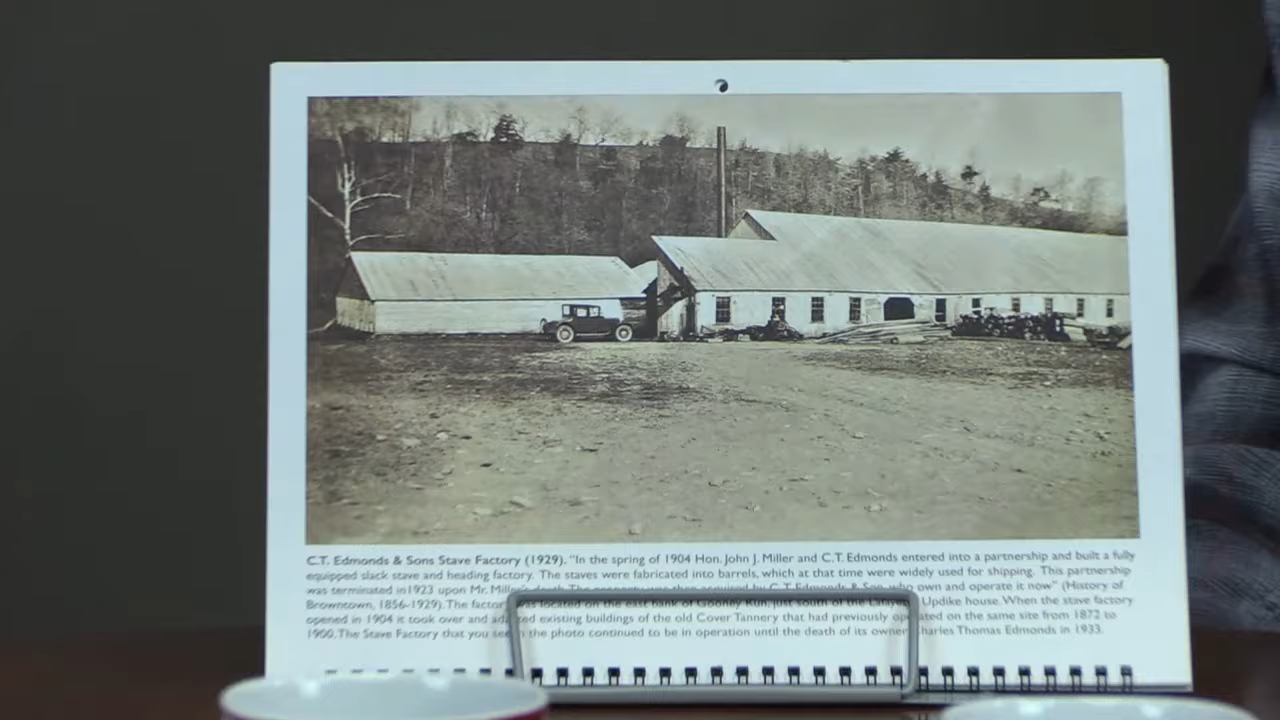 C.T. Edmonds & Sons Stave Factory (1929). "In the spring of 1904 Hon. John J. Miller and C.T. Edmonds entered into a partnership and built a fully
equipped slack stave and heading factory. The staves were fabricated into barrels, which at that time were widely used for shipping. This partnership
was terminated in1923 upon Mr. Miller's death. The property was then acquired by C.T. Edmonds & Son, who own and operate it now" (History of
Browntown, 1856-1929). The factory was located on the east bank of Gooney Run, just south of the Lafayette Updike house. When the stave factory
opened in 1904 it took over and adapted existing buildings of the old Cover Tannery that had previously operated on the same site from 1872 to
1900. The Stave Factory that you see in the photo continued to be in operation until the death of its owner Charles Thomas Edmonds in 1933.